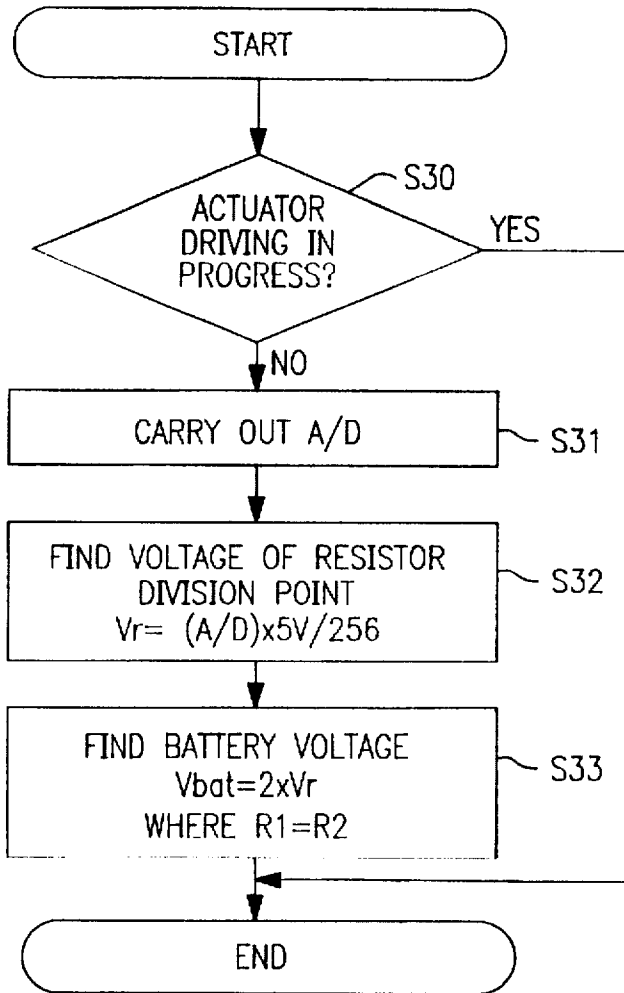 START
S30
ACTUATOR
DRIVING IN
PROGRESS?
YES
NO
CARRY OUT A/D
S31
FIND VOLTAGE OF RESISTOR
DIVISION POINT
Vr= (A/D)x5V/256
S32
FIND BATTERY VOLTAGE
Vbat=2xVr
WHERE R1=R2
S33
END